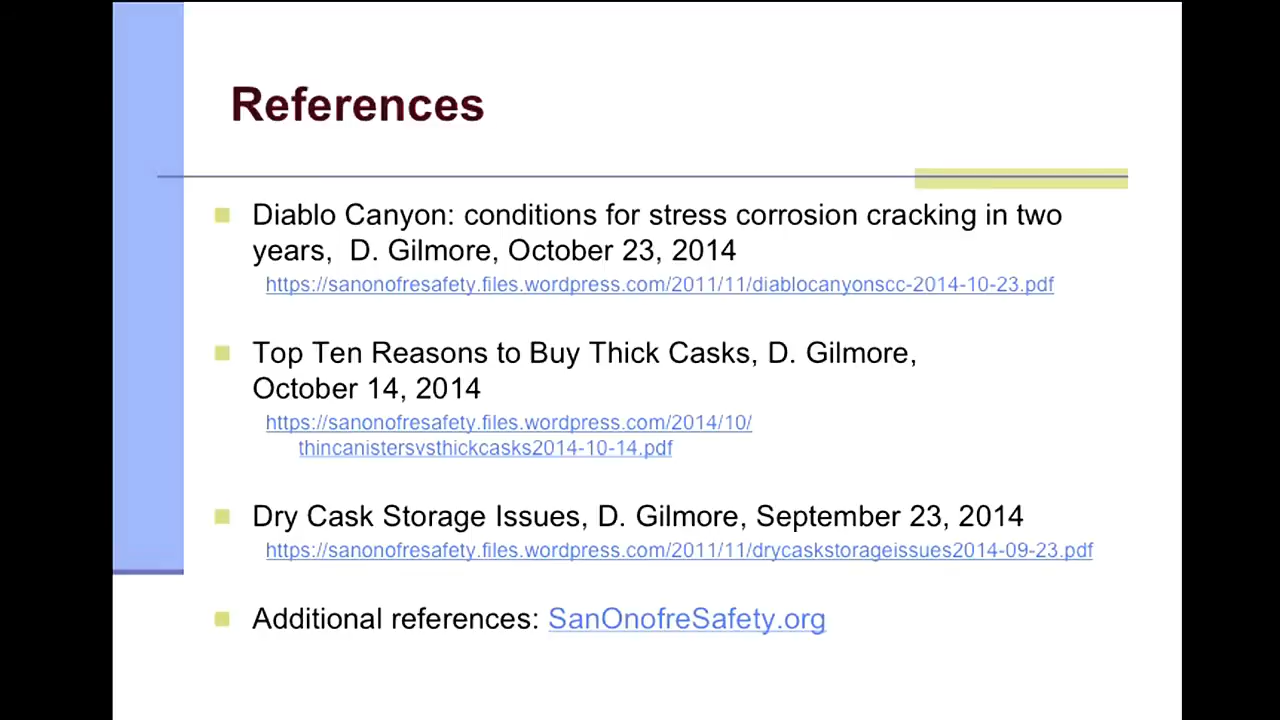 References
Diablo Canyon: conditions for stress corrosion cracking in two
years, D. Gilmore, October 23, 2014
https://sanonofresafety.files.wordpress.com/2011/11/diablocanyonscc-2014-10-23.pdf
Top Ten Reasons to Buy Thick Casks, D. Gilmore,
October 14, 2014
https://sanonofresafety.files.wordpress.com/2014/10/
thincanistersvsthickcasks2014-10-14.pdf
Dry Cask Storage Issues, D. Gilmore, September 23, 2014
https://sanonofresafety.files.wordpress.com/2011/11/drycaskstorageissues2014-09-23.pdf
Additional references: SanOnofreSafety.org